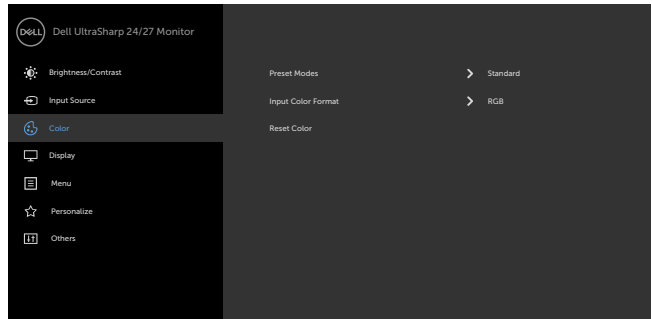 DELL Dell UltraSharp 24/27 Monitor
Brightness/Contrast Preset Modes Standard
Input Source Input Color Format RGB
Color Reset Color
Display
Menu
Personalize
Others